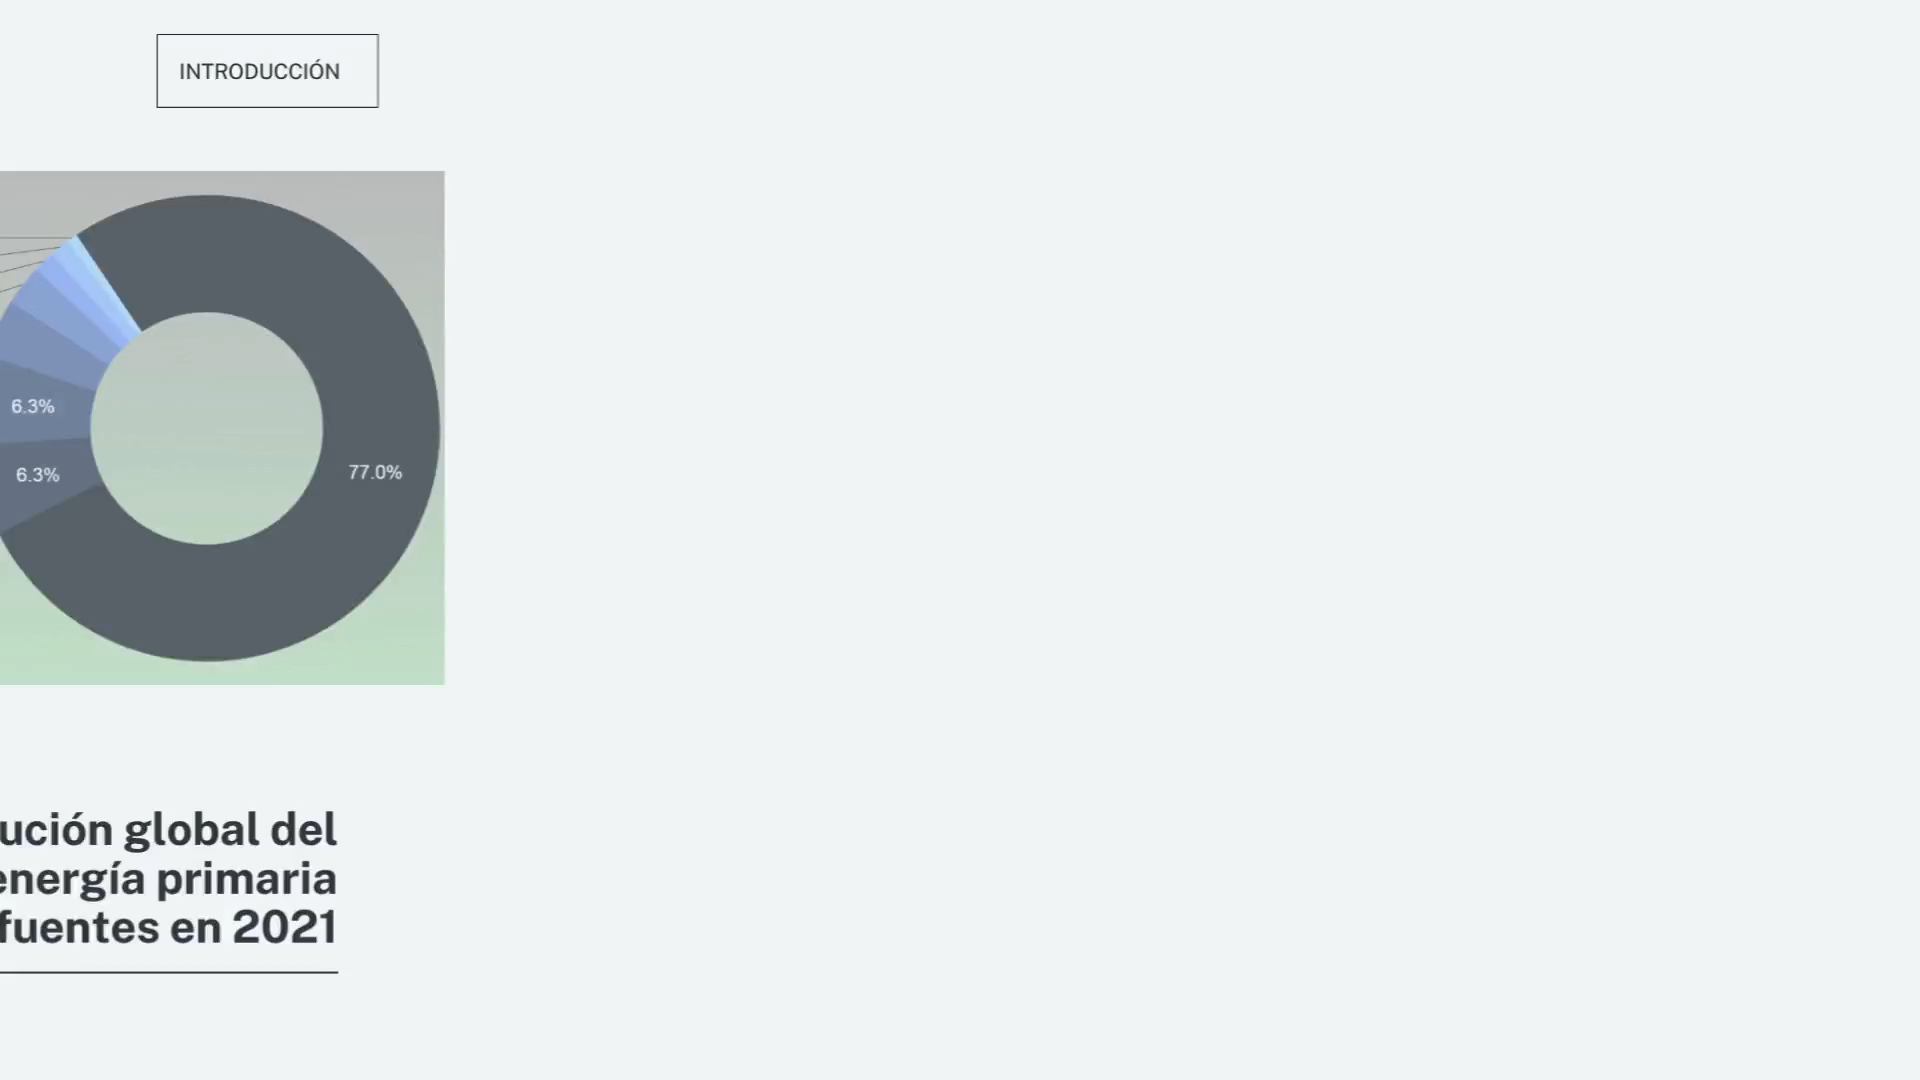 INTRODUCCIÓN
6.3%
77.0%
6.3%
ución global del
energía primaria
fuentes en 2021